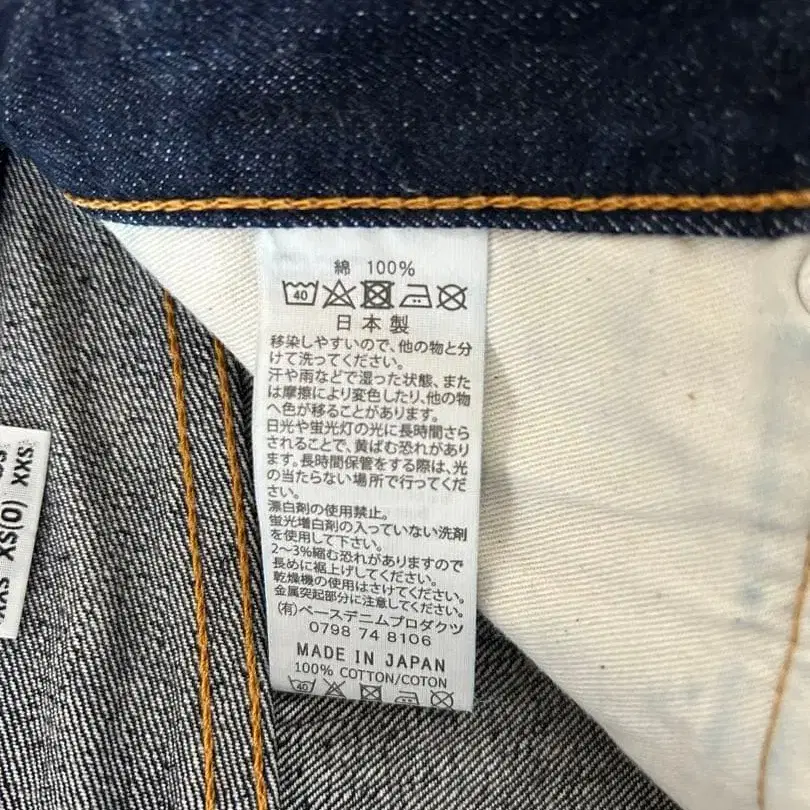 綿 100%
40
日本製
移染しやすいので、他の物と分
けて洗ってください。
汗や雨などで湿った状態、また
は摩擦により変色したり、他の物
へ色が移ることがあります。
日光や蛍光灯の光に長時間さら
されることで、黄ばむ恐れがあり
ます。長時間保管をする際は、光
の当たらない場所で行ってくだ
さい。
漂白剤の使用禁止。
蛍光増白剤の入っていない洗剤
を使用して下さい。
2〜3%縮む恐れがありますので
長めに裾上げしてください。
乾燥機の使用はさけてください。
金属突起部分に注意してください。
(有)ベースデニムプロダクツ
0798 74 8106
MADE IN JAPAN
100% COTTON/COTON
40
SXX
(0)SX